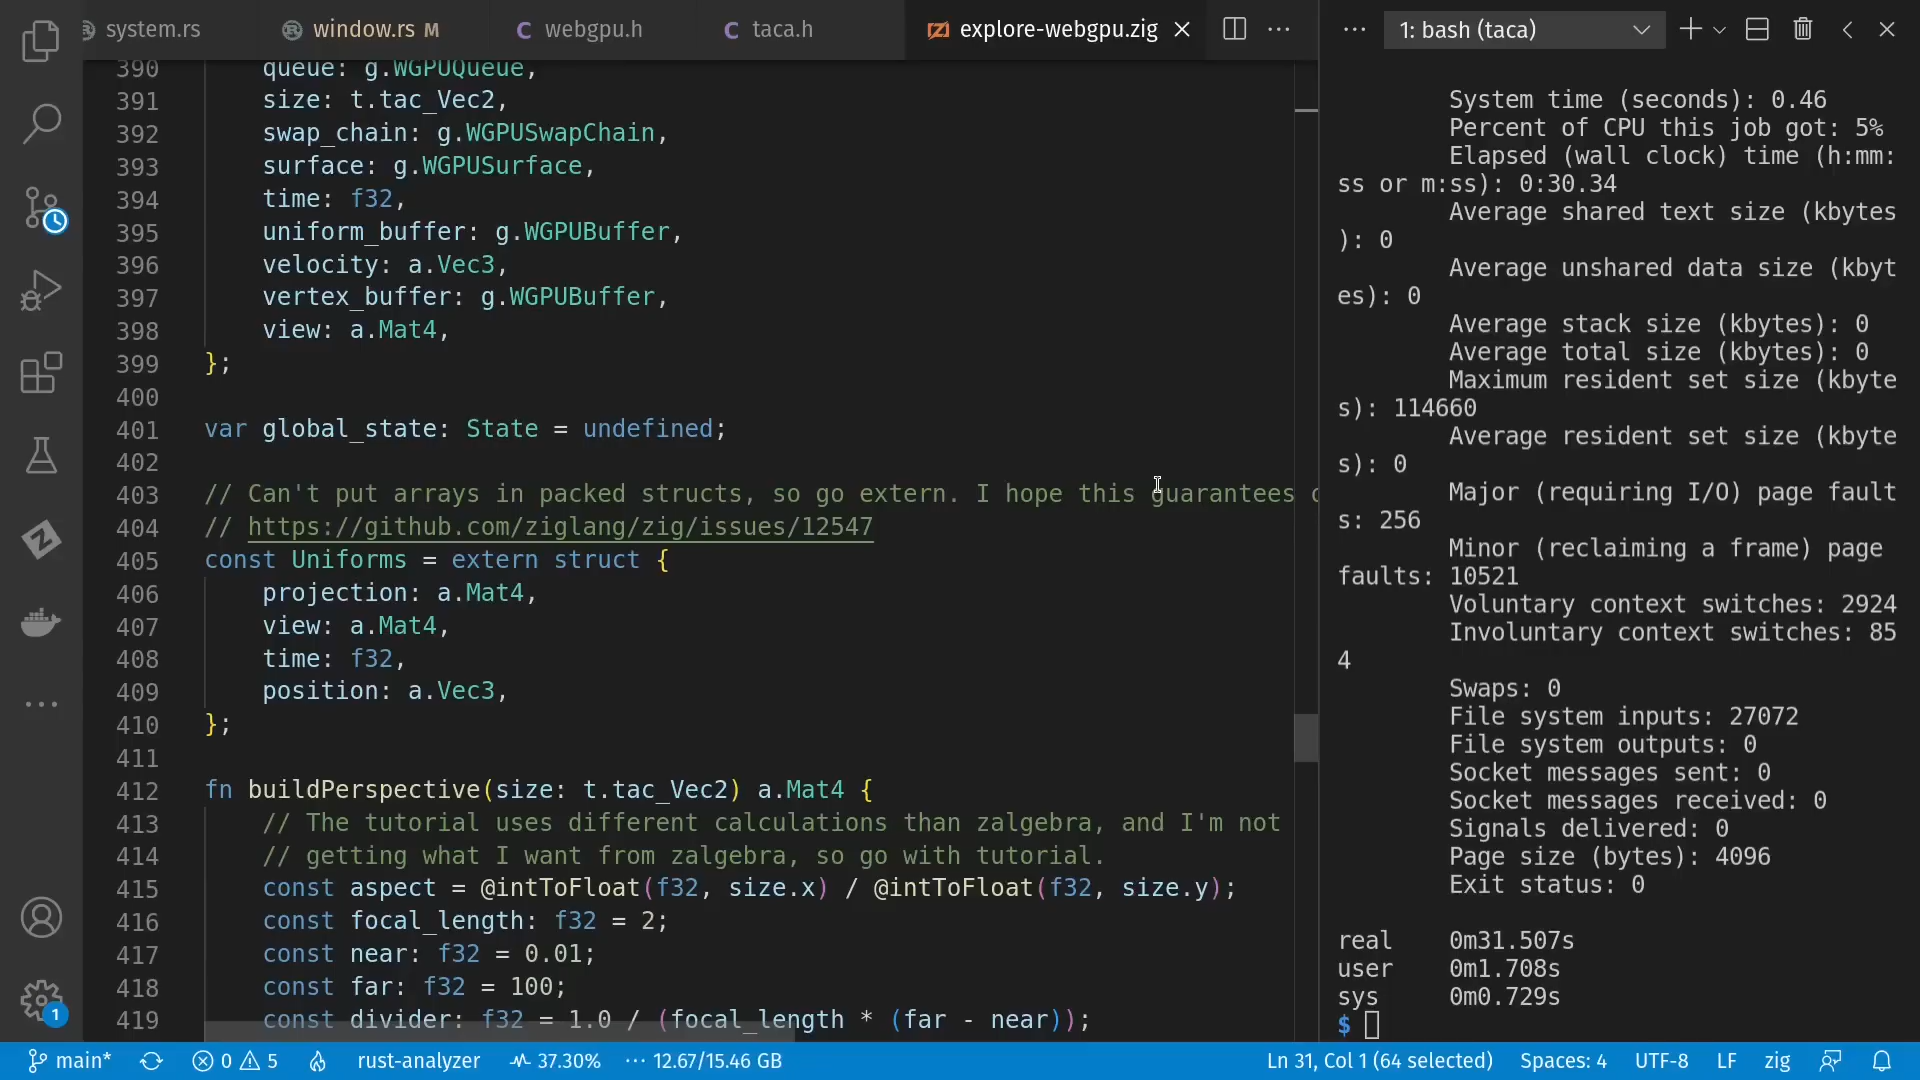 system.rs
window.rs M
webgpu.h
taca.h
explore-webgpu.zig
1: bash (taca)
390 queue: g.WGPUQueue,
391 size: t.tac_Vec2,
392 swap_chain: g.WGPUSwapChain,
393 surface: g.WGPUSurface,
394 time: f32,
395 uniform_buffer: g.WGPUBuffer,
396 velocity: a.Vec3,
397 vertex_buffer: g.WGPUBuffer,
398 view: a.Mat4,
399 };
400
401 var global_state: State = undefined;
402
403 // Can't put arrays in packed structs, so go extern. I hope this guarantees
404 // https://github.com/ziglang/zig/issues/12547
405 const Uniforms = extern struct {
406 projection: a.Mat4,
407 view: a.Mat4,
408 time: f32,
409 position: a.Vec3,
410 };
411
412 fn buildPerspective(size: t.tac_Vec2) a.Mat4 {
413 // The tutorial uses different calculations than zalgebra, and I'm not
414 // getting what I want from zalgebra, so go with tutorial.
415 const aspect = @intToFloat(f32, size.x) / @intToFloat(f32, size.y);
416 const focal_length: f32 = 2;
417 const near: f32 = 0.01;
418 const far: f32 = 100;
419 const divider: f32 = 1.0 / (focal_length * (far - near));
System time (seconds): 0.46
Percent of CPU this job got: 5%
Elapsed (wall clock) time (h:mm:
ss or m:ss): 0:30.34
Average shared text size (kbytes
): 0
Average unshared data size (kbyt
es): 0
Average stack size (kbytes): 0
Average total size (kbytes): 0
Maximum resident set size (kbyte
s): 114660
Average resident set size (kbyte
s): 0
Major (requiring I/O) page fault
s: 256
Minor (reclaiming a frame) page
faults: 10521
Voluntary context switches: 2924
Involuntary context switches: 85
4
Swaps: 0
File system inputs: 27072
File system outputs: 0
Socket messages sent: 0
Socket messages received: 0
Signals delivered: 0
Page size (bytes): 4096
Exit status: 0
real 0m31.507s
user 0m1.708s
sys 0m0.729s
$
1
main* 0 5 rust-analyzer 37.30% 12.67/15.46 GB Ln 31, Col 1 (64 selected) Spaces: 4 UTF-8 LF zig